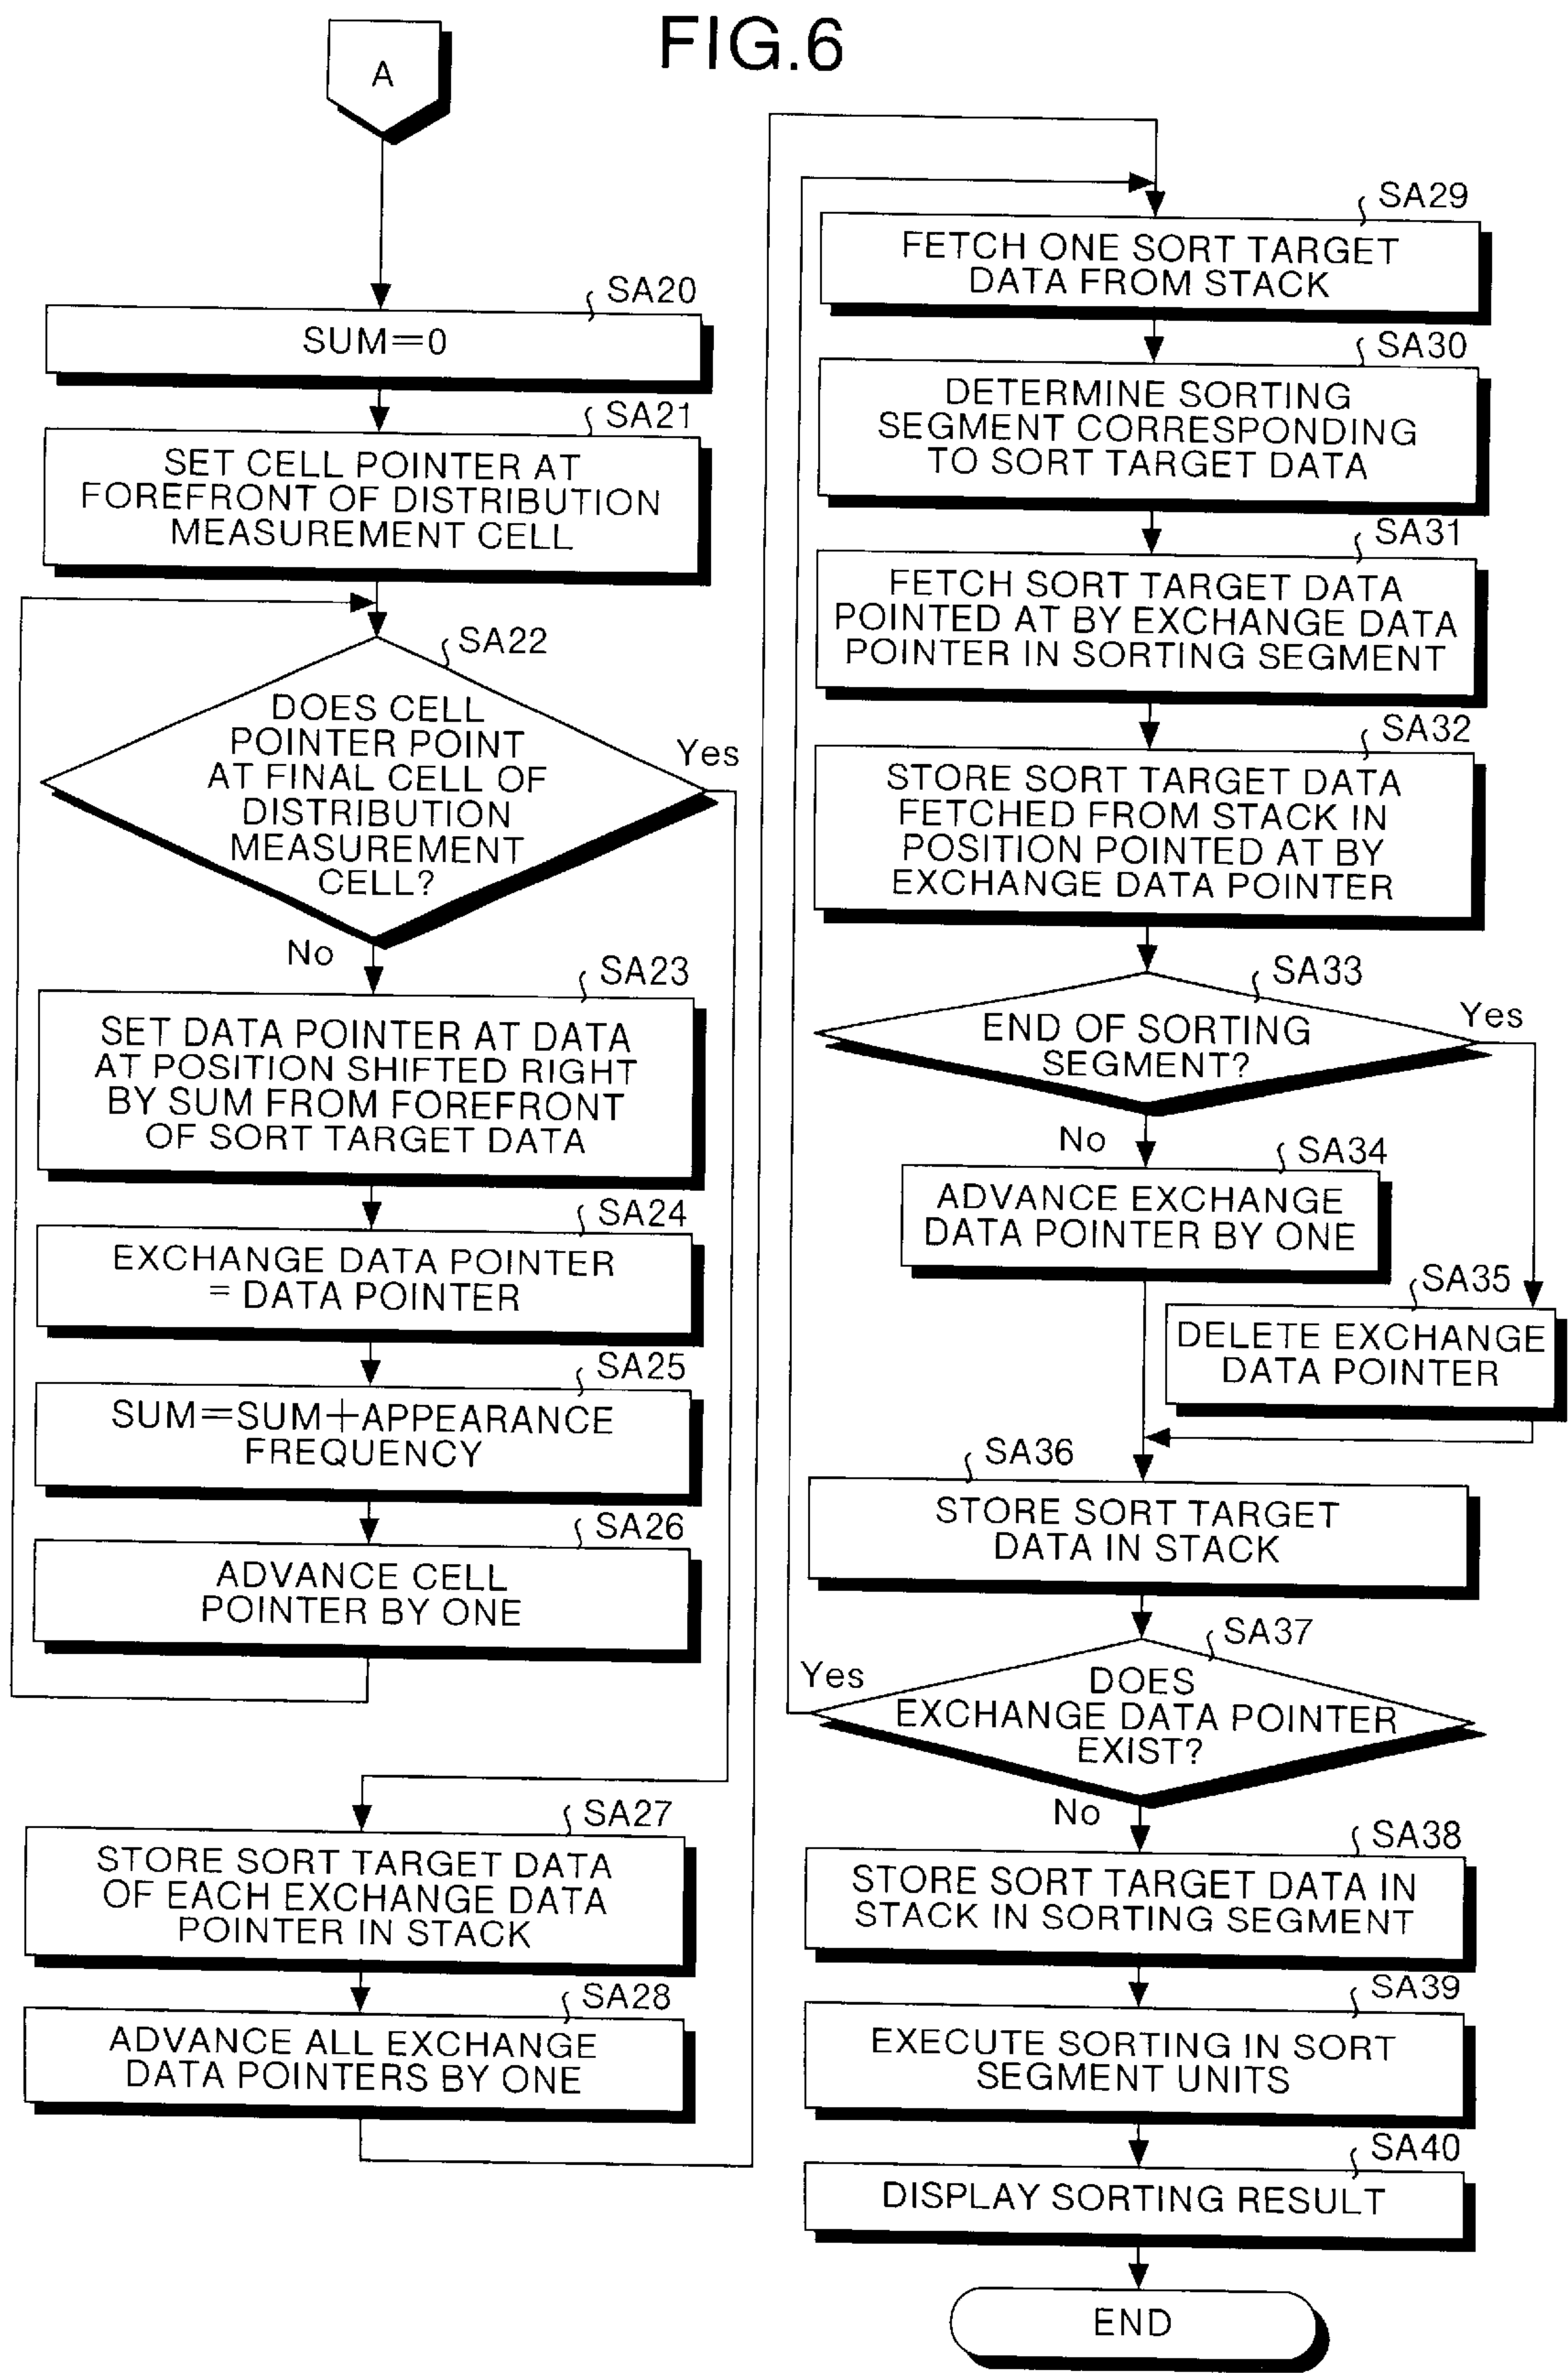 FIG.6
A
SA20
SUM=0
SA21
SET CELL POINTER AT
FOREFRONT OF DISTRIBUTION
MEASUREMENT CELL
SA22
DOES CELL
POINTER POINT
AT FINAL CELL OF
DISTRIBUTION
MEASUREMENT
CELL?
Yes
No
SA23
SET DATA POINTER AT DATA
AT POSITION SHIFTED RIGHT
BY SUM FROM FOREFRONT
OF SORT TARGET DATA
SA24
EXCHANGE DATA POINTER
= DATA POINTER
SA25
SUM=SUM+APPEARANCE
FREQUENCY
SA26
ADVANCE CELL
POINTER BY ONE
SA27
STORE SORT TARGET DATA
OF EACH EXCHANGE DATA
POINTER IN STACK
SA28
ADVANCE ALL EXCHANGE
DATA POINTERS BY ONE
SA29
FETCH ONE SORT TARGET
DATA FROM STACK
SA30
DETERMINE SORTING
SEGMENT CORRESPONDING
TO SORT TARGET DATA
SA31
FETCH SORT TARGET DATA
POINTED AT BY EXCHANGE DATA
POINTER IN SORTING SEGMENT
SA32
STORE SORT TARGET DATA
FETCHED FROM STACK IN
POSITION POINTED AT BY
EXCHANGE DATA POINTER
SA33
END OF SORTING
SEGMENT?
Yes
No
SA34
ADVANCE EXCHANGE
DATA POINTER BY ONE
SA35
DELETE EXCHANGE
DATA POINTER
SA36
STORE SORT TARGET
DATA IN STACK
SA37
Yes
DOES
EXCHANGE DATA POINTER
EXIST?
No
SA38
STORE SORT TARGET DATA IN
STACK IN SORTING SEGMENT
SA39
EXECUTE SORTING IN SORT
SEGMENT UNITS
SA40
DISPLAY SORTING RESULT
END